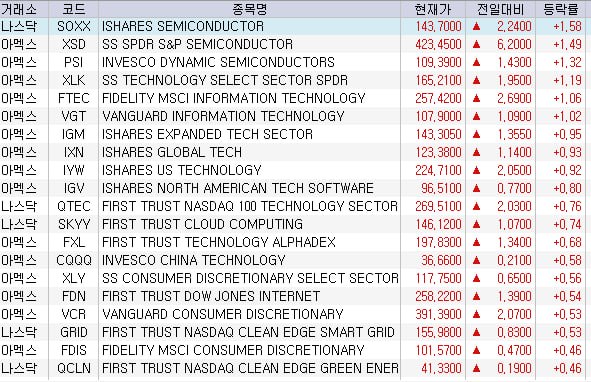 거래소 코드 종목명 현재가 전일대비 등락률
나스닥 SOXX ISHARES SEMICONDUCTOR 143,7000 ▲ 2,2400 +1,58
아멕스 XSD SS SPDR S&P SEMICONDUCTOR 423,4500 ▲ 6,2000 +1,49
아멕스 PSI INVESCO DYNAMIC SEMICONDUCTORS 109,3900 ▲ 1,4300 +1,32
아멕스 XLK SS TECHNOLOGY SELECT SECTOR SPDR 165,2100 ▲ 1,9500 +1,19
아멕스 FTEC FIDELITY MSCI INFORMATION TECHNOLOGY 257,4200 ▲ 2,6900 +1,06
아멕스 VGT VANGUARD INFORMATION TECHNOLOGY 107,9000 ▲ 1,0900 +1,02
아멕스 IGM ISHARES EXPANDED TECH SECTOR 143,3050 ▲ 1,3550 +0,95
아멕스 IXN ISHARES GLOBAL TECH 123,3800 ▲ 1,1400 +0,93
아멕스 IYW ISHARES US TECHNOLOGY 224,7100 ▲ 2,0500 +0,92
아멕스 IGV ISHARES NORTH AMERICAN TECH SOFTWARE 96,5100 ▲ 0,7700 +0,80
나스닥 QTEC FIRST TRUST NASDAQ 100 TECHNOLOGY SECTOR 269,5100 ▲ 2,0300 +0,76
나스닥 SKYY FIRST TRUST CLOUD COMPUTING 146,1200 ▲ 1,0700 +0,74
아멕스 FXL FIRST TRUST TECHNOLOGY ALPHADEX 197,8300 ▲ 1,3400 +0,68
아멕스 CQQQ INVESCO CHINA TECHNOLOGY 36,6600 ▲ 0,2100 +0,58
아멕스 XLY SS CONSUMER DISCRETIONARY SELECT SECTOR 117,7500 ▲ 0,6500 +0,56
아멕스 FDN FIRST TRUST DOW JONES INTERNET 258,2200 ▲ 1,3900 +0,54
아멕스 VCR VANGUARD CONSUMER DISCRETIONARY 391,3900 ▲ 2,0700 +0,53
나스닥 GRID FIRST TRUST NASDAQ CLEAN EDGE SMART GRID 155,9800 ▲ 0,8300 +0,53
아멕스 FDIS FIDELITY MSCI CONSUMER DISCRETIONARY 101,5700 ▲ 0,4700 +0,46
나스닥 QCLN FIRST TRUST NASDAQ CLEAN EDGE GREEN ENER 41,3300 ▲ 0,1900 +0,46